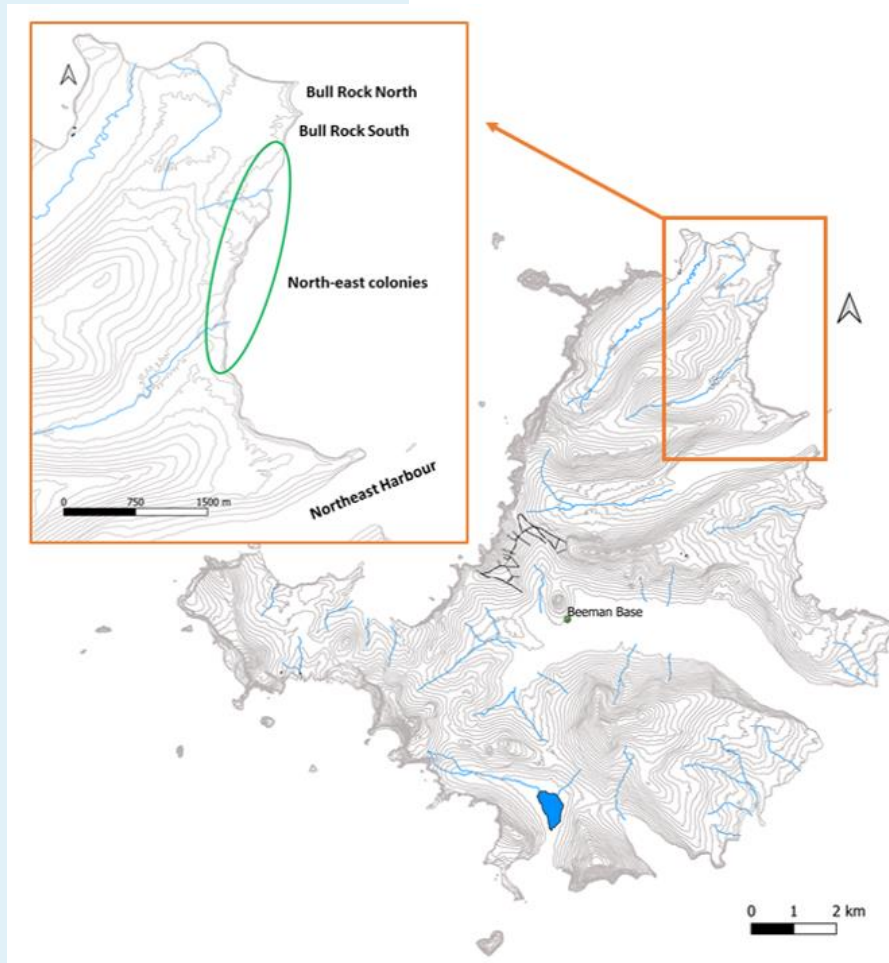 Bull Rock North
Bull Rock South
North-east colonies
Northeast Harbour
0 750 1500 m
Beeman Base
0 1 2 km